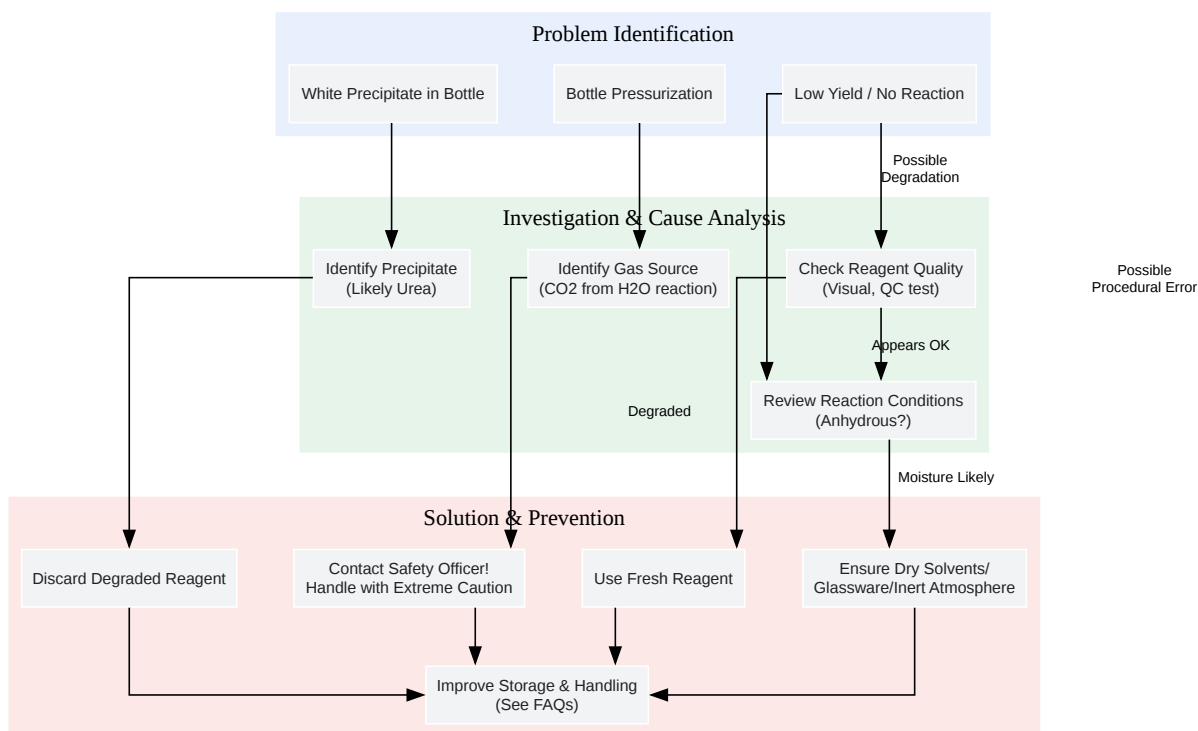 Problem Identification
White Precipitate in Bottle
Bottle Pressurization
Low Yield / No Reaction
Possible
Degradation
Investigation & Cause Analysis
Identify Precipitate
(Likely Urea)
Identify Gas Source
(CO2 from H2O reaction)
Check Reagent Quality
(Visual, QC test)
Possible
Procedural Error
Appears OK
Degraded
Review Reaction Conditions
(Anhydrous?)
Moisture Likely
Solution & Prevention
Discard Degraded Reagent
Contact Safety Officer!
Handle with Extreme Caution
Use Fresh Reagent
Ensure Dry Solvents/
Glassware/Inert Atmosphere
Improve Storage & Handling
(See FAQs)